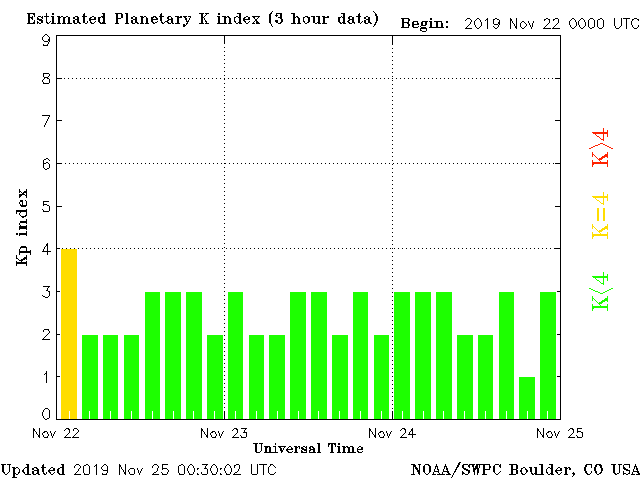 Estimated Planetary K index (3 hour data)
Begin: 2019 Nov 22 0000 UTC
9
8
7
6
5
4
3
2
1
0
Kp index
K>4
K=4
K<4
Nov 22
Nov 23
Nov 24
Nov 25
Universal Time
Updated 2019 Nov 25 00:30:02 UTC
NOAA/SWPC Boulder, CO USA